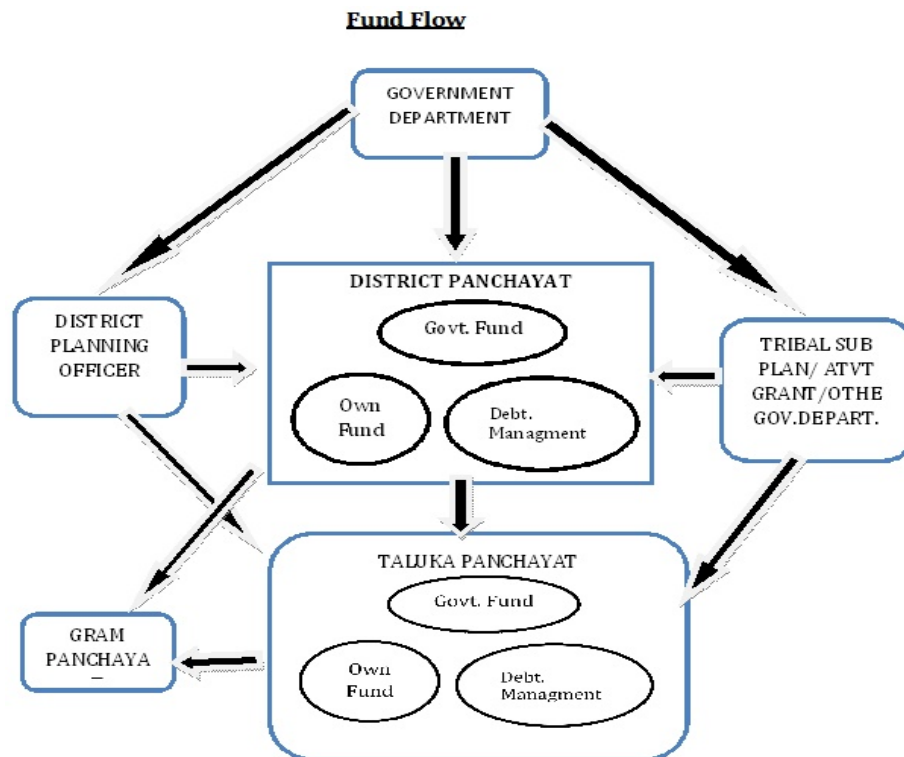 Fund Flow
GOVERNMENT
DEPARTMENT
DISTRICT PANCHAYAT
Govt. Fund
Own
Fund
Debt.
Managment
DISTRICT
PLANNING
OFFICER
TRIBAL SUB
PLAN/ ATVT
GRANT/OTHE
GOV.DEPART.
TALUKA PANCHAYAT
Govt. Fund
Own
Fund
Debt.
Managment
GRAM
PANCHAYA